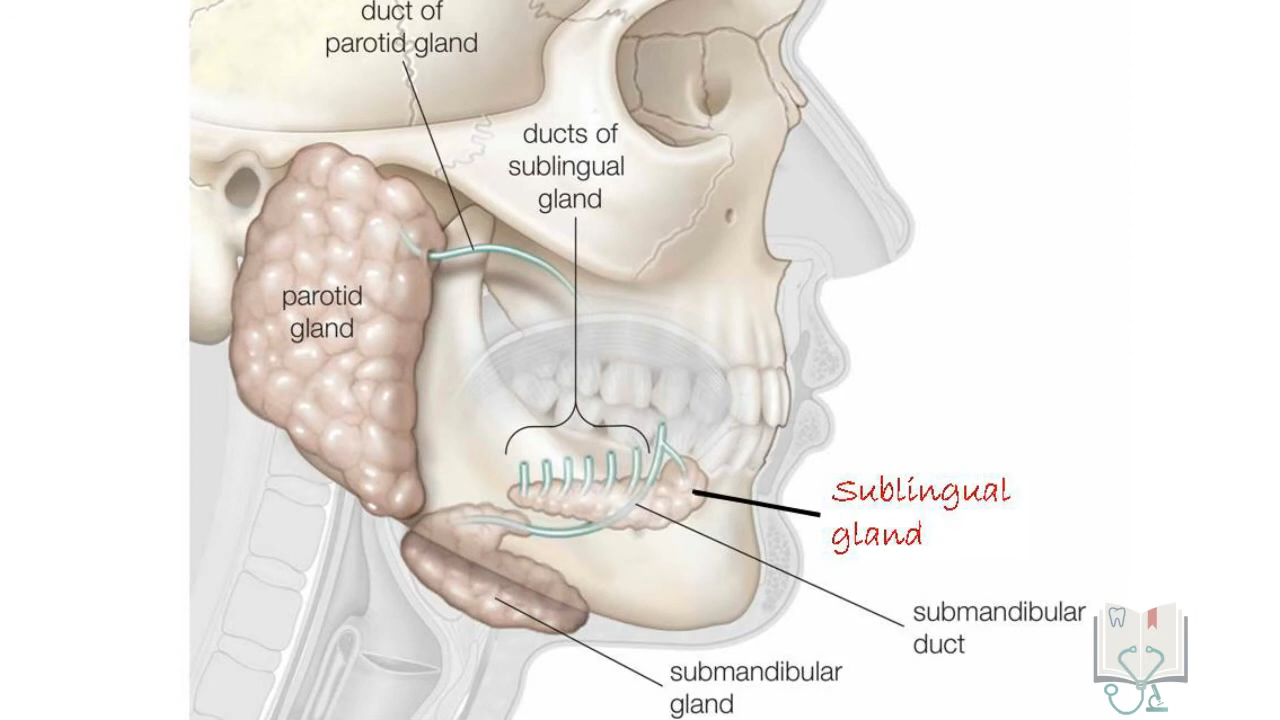 duct of
parotid gland
ducts of
sublingual
gland
parotid
gland
Sublingual
gland
submandibular
duct
submandibular
gland